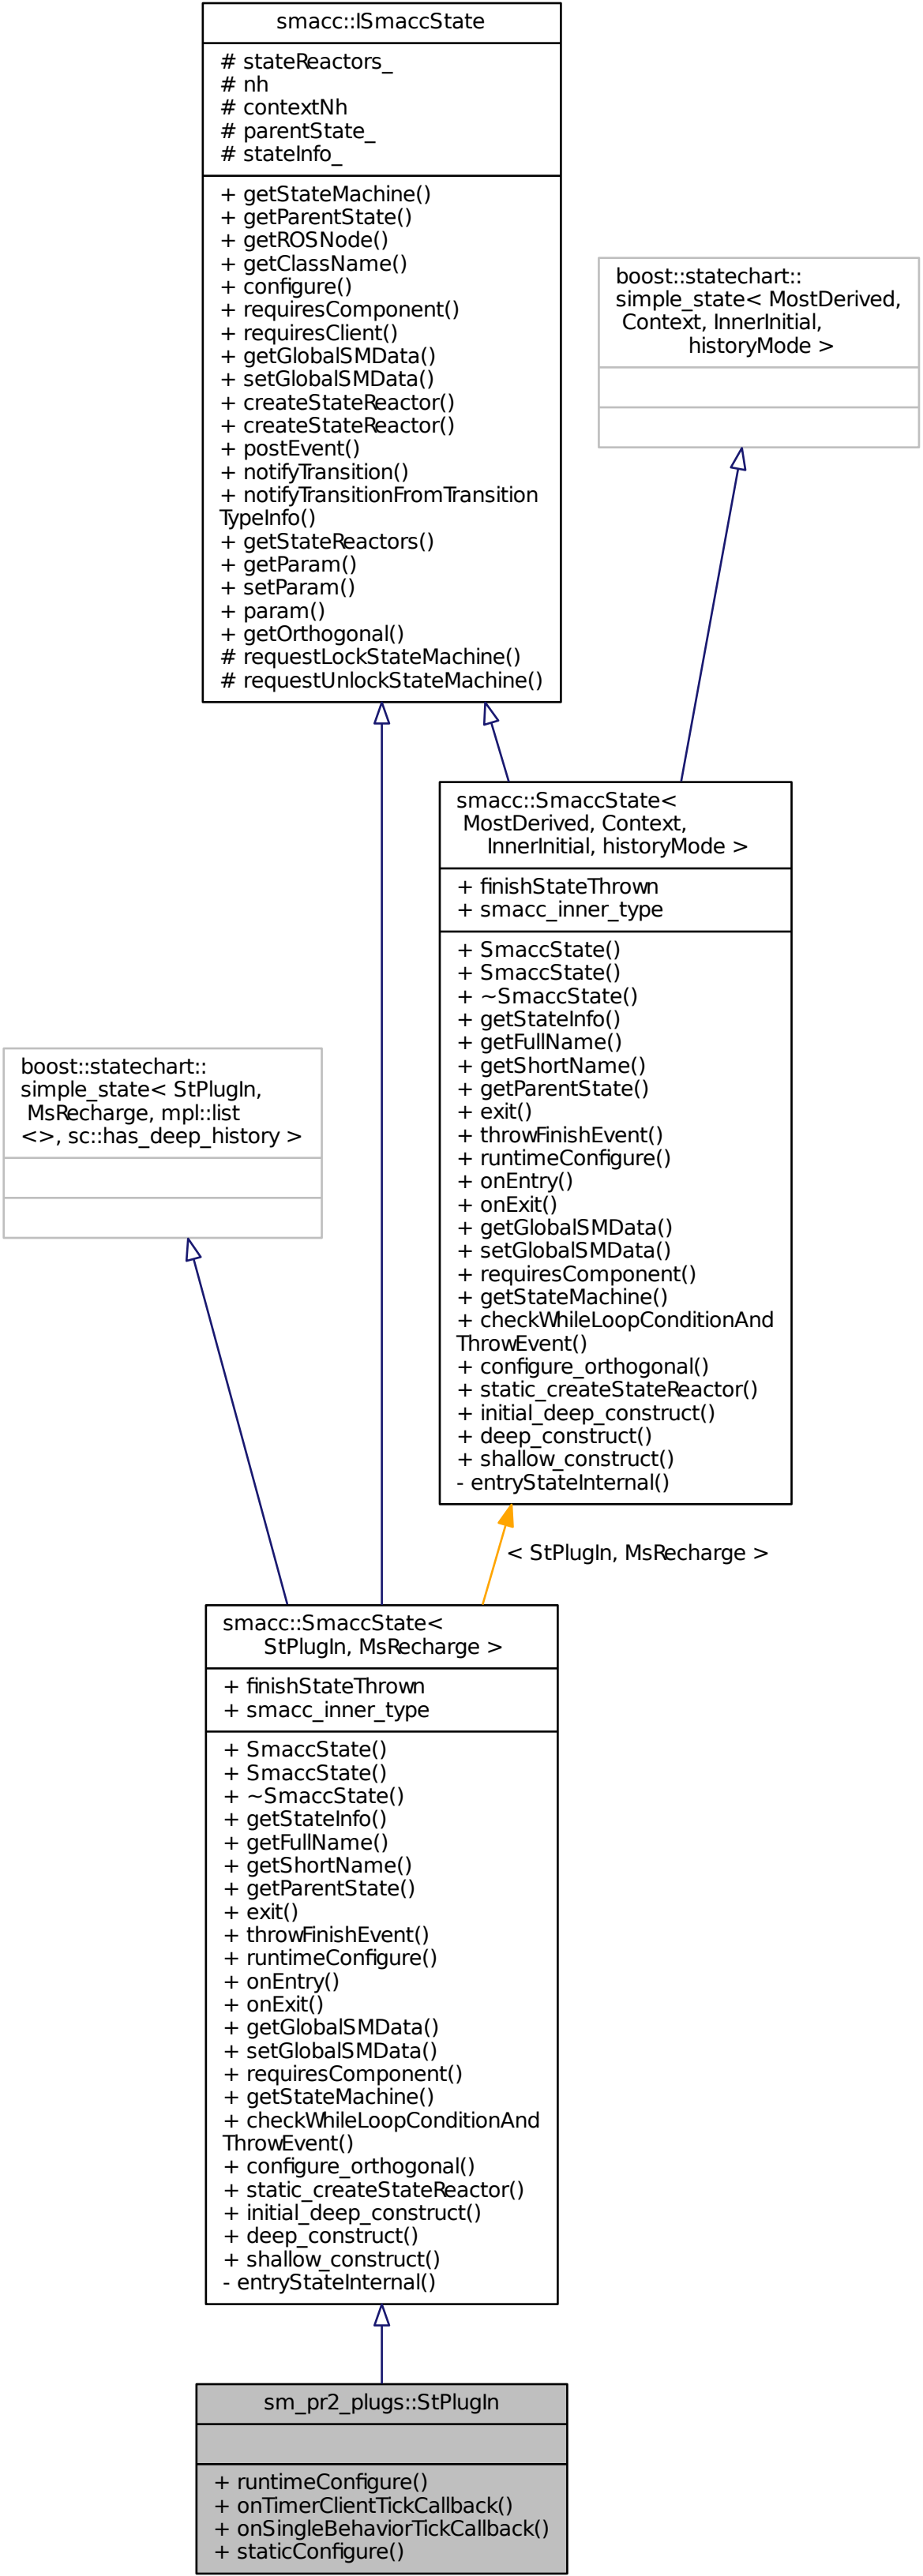 smacc::ISmaccState
# stateReactors_
# nh
# contextNh
# parentState_
# stateInfo_
+ getStateMachine()
+ getParentState()
+ getROSNode()
+ getClassName()
+ configure()
+ requiresComponent()
+ requiresClient()
+ getGlobalSMData()
+ setGlobalSMData()
+ createStateReactor()
+ createStateReactor()
+ postEvent()
+ notifyTransition()
+ notifyTransitionFromTransition
TypeInfo()
+ getStateReactors()
+ getParam()
+ setParam()
+ param()
+ getOrthogonal()
# requestLockStateMachine()
# requestUnlockStateMachine()
boost::statechart::
simple_state< MostDerived,
Context, InnerInitial,
historyMode >
smacc::SmaccState<
MostDerived, Context,
InnerInitial, historyMode >
+ finishStateThrown
+ smacc_inner_type
+ SmaccState()
+ SmaccState()
+ ~SmaccState()
+ getStateInfo()
+ getFullName()
+ getShortName()
+ getParentState()
+ exit()
+ throwFinishEvent()
+ runtimeConfigure()
+ onEntry()
+ onExit()
+ getGlobalSMData()
+ setGlobalSMData()
+ requiresComponent()
+ getStateMachine()
+ checkWhileLoopConditionAnd
ThrowEvent()
+ configure_orthogonal()
+ static_createStateReactor()
+ initial_deep_construct()
+ deep_construct()
+ shallow_construct()
- entryStateInternal()
boost::statechart::
simple_state< StPlugIn,
MsRecharge, mpl::list
<>, sc::has_deep_history >
< StPlugIn, MsRecharge >
smacc::SmaccState<
StPlugIn, MsRecharge >
+ finishStateThrown
+ smacc_inner_type
+ SmaccState()
+ SmaccState()
+ ~SmaccState()
+ getStateInfo()
+ getFullName()
+ getShortName()
+ getParentState()
+ exit()
+ throwFinishEvent()
+ runtimeConfigure()
+ onEntry()
+ onExit()
+ getGlobalSMData()
+ setGlobalSMData()
+ requiresComponent()
+ getStateMachine()
+ checkWhileLoopConditionAnd
ThrowEvent()
+ configure_orthogonal()
+ static_createStateReactor()
+ initial_deep_construct()
+ deep_construct()
+ shallow_construct()
- entryStateInternal()
sm_pr2_plugs::StPlugIn
+ runtimeConfigure()
+ onTimerClientTickCallback()
+ onSingleBehaviorTickCallback()
+ staticConfigure()